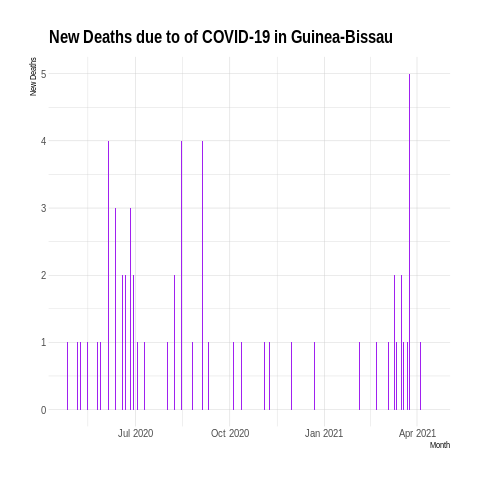 New Deaths due to of COVID-19 in Guinea-Bissau
New Deaths
5
4
3
2
1
0
Jul 2020 Oct 2020 Jan 2021 Apr 2021
Month